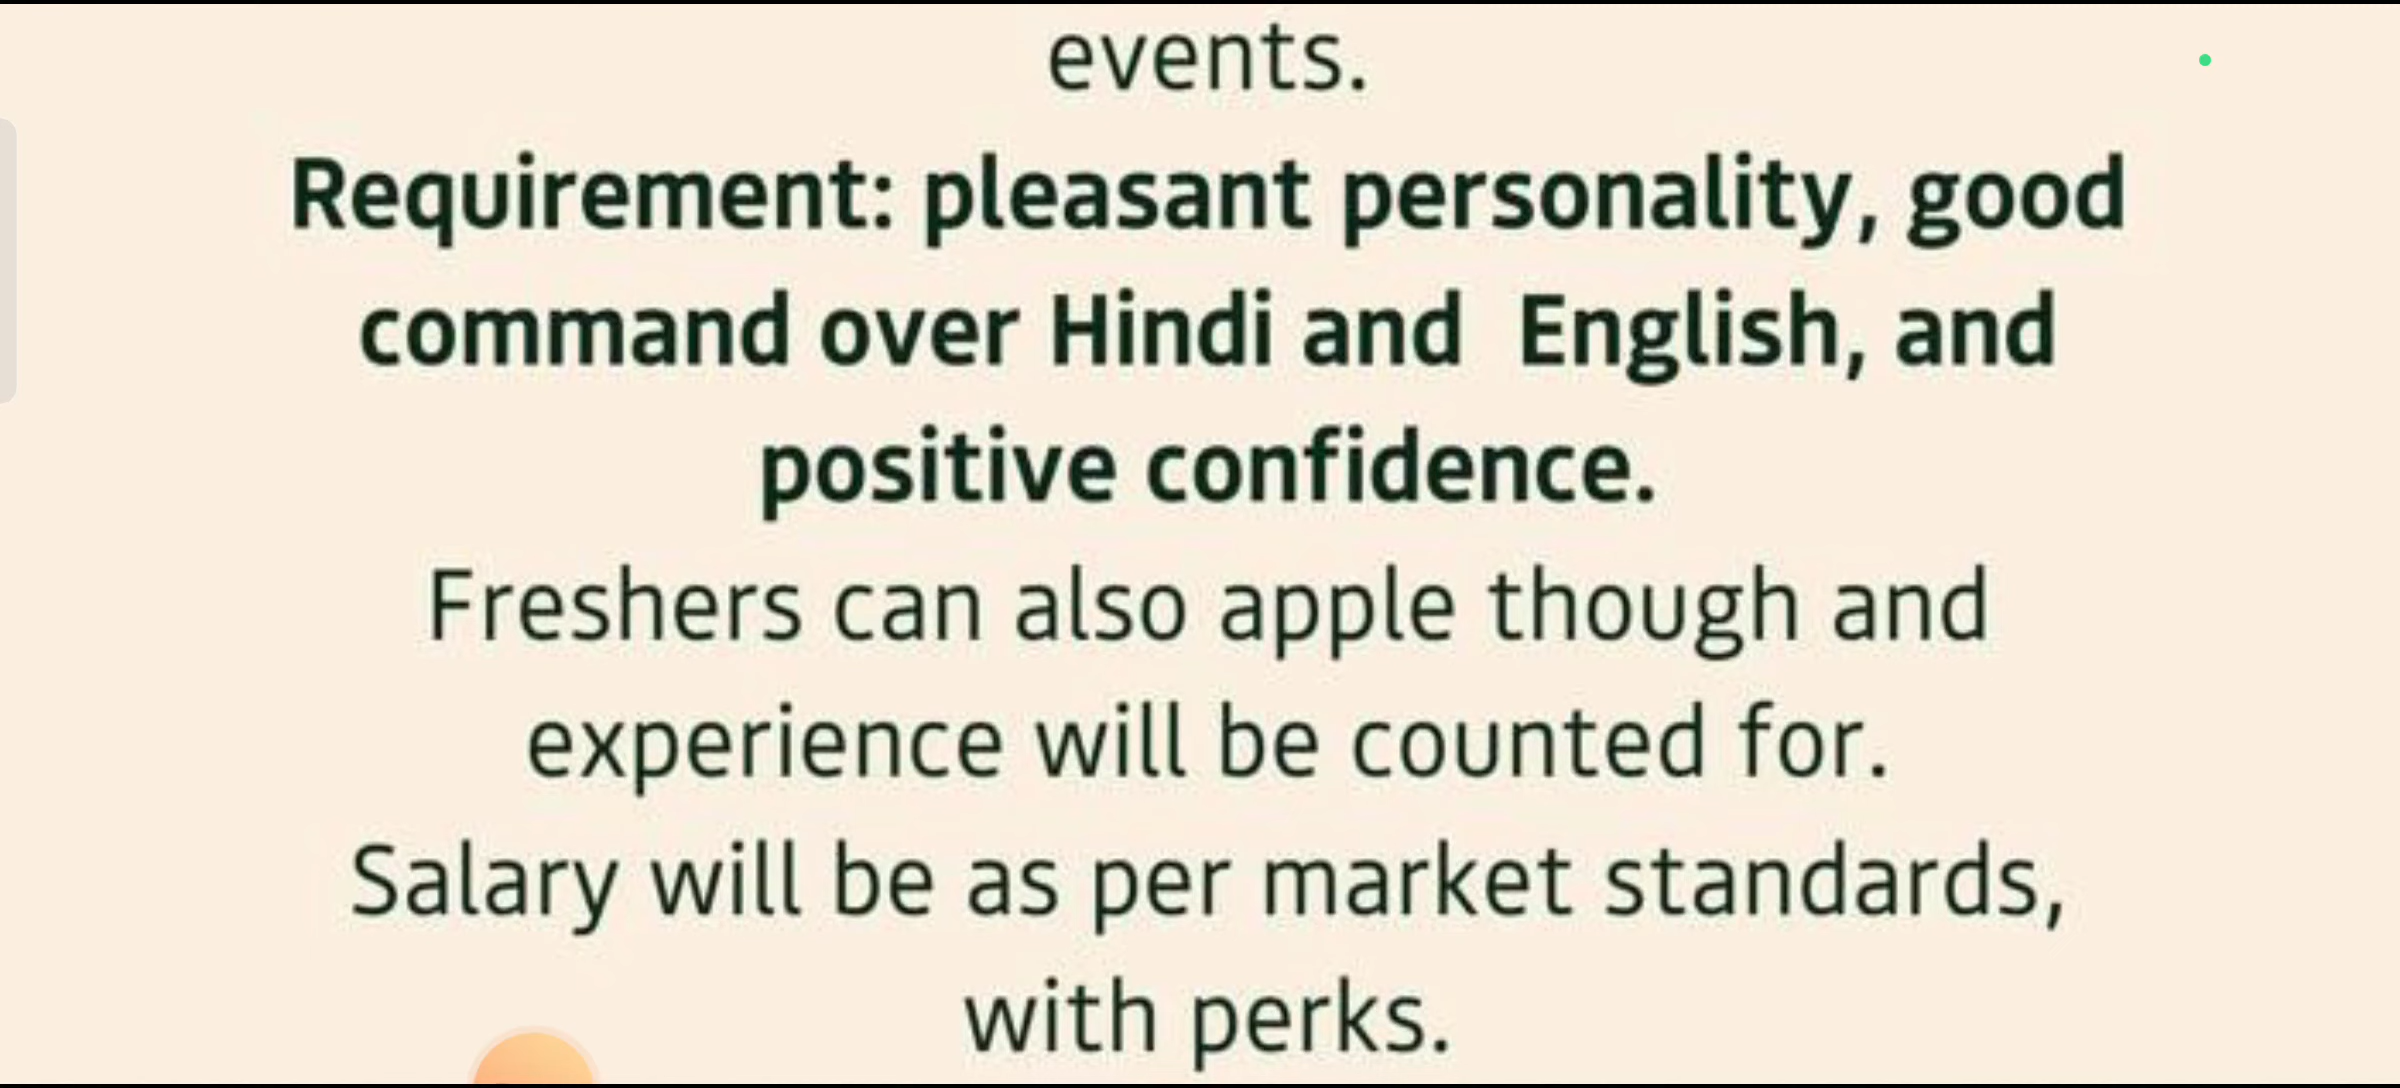 events.
Requirement: pleasant personality, good
command over Hindi and  English, and
positive confidence.
Freshers can also apple though and
experience will be counted for.
Salary will be as per market standards,
with perks.